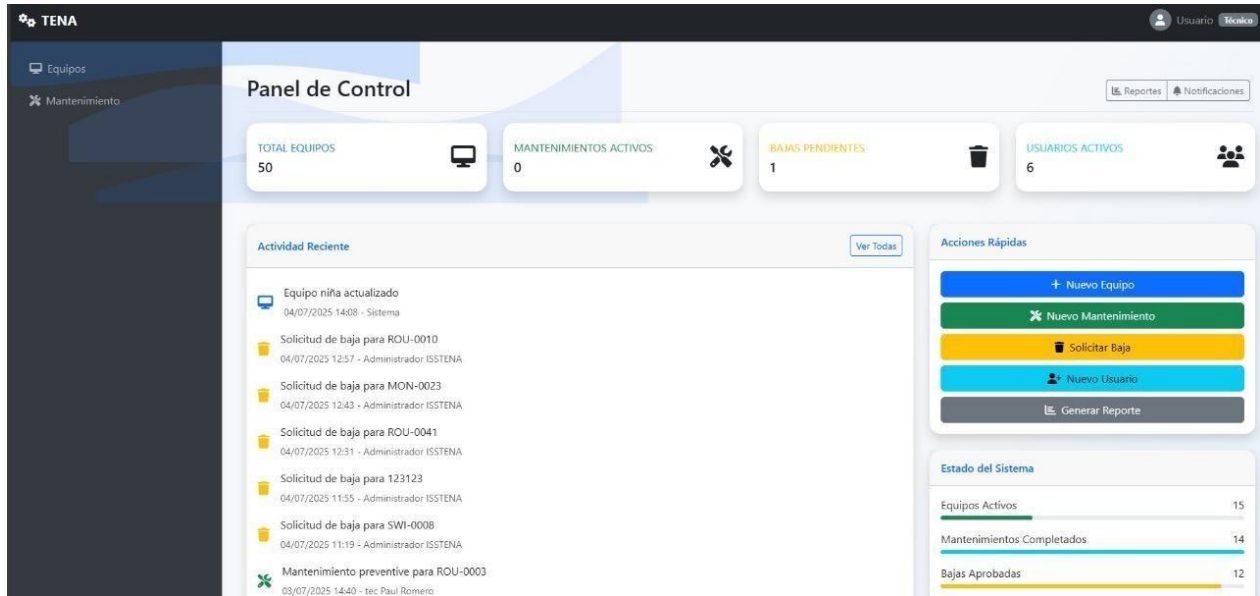 TENA
Usuario Técnico
Equipos
Mantenimiento
Panel de Control
Reportes Notificaciones
TOTAL EQUIPOS
50
MANTENIMIENTOS ACTIVOS
0
BAJAS PENDIENTES
1
USUARIOS ACTIVOS
6
Actividad Reciente
Ver Todas
Equipo niña actualizado
04/07/2025 14:08 - Sistema
Solicitud de baja para ROU-0010
04/07/2025 12:57 - Administrador ISSTENA
Solicitud de baja para MON-0023
04/07/2025 12:43 - Administrador ISSTENA
Solicitud de baja para ROU-0041
04/07/2025 12:31 - Administrador ISSTENA
Solicitud de baja para 123123
04/07/2025 11:55 - Administrador ISSTENA
Solicitud de baja para SWI-0008
04/07/2025 11:19 - Administrador ISSTENA
Mantenimiento preventive para ROU-0003
03/07/2025 14:40 - tec Paul Romero
Acciones Rápidas
+ Nuevo Equipo
Nuevo Mantenimiento
Solicitar Baja
Nuevo Usuario
Generar Reporte
Estado del Sistema
Equipos Activos 15
Mantenimientos Completados 14
Bajas Aprobadas 12